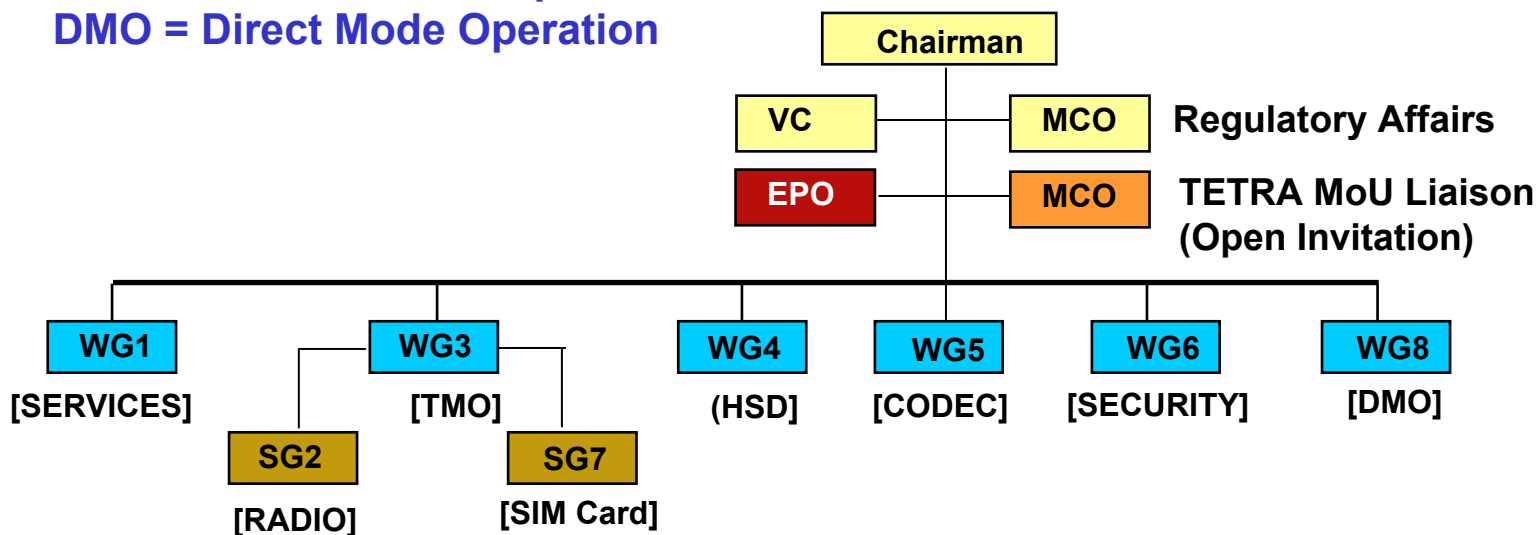 DMO = Direct Mode Operation
Chairman
VC
MCO
Regulatory Affairs
EPO
MCO
TETRA MoU Liaison
(Open Invitation)
WG1
WG3
WG4
WG5
WG6
WG8
[SERVICES]
[TMO]
(HSD]
[CODEC]
[SECURITY]
[DMO]
SG2
SG7
[RADIO]
[SIM Card]